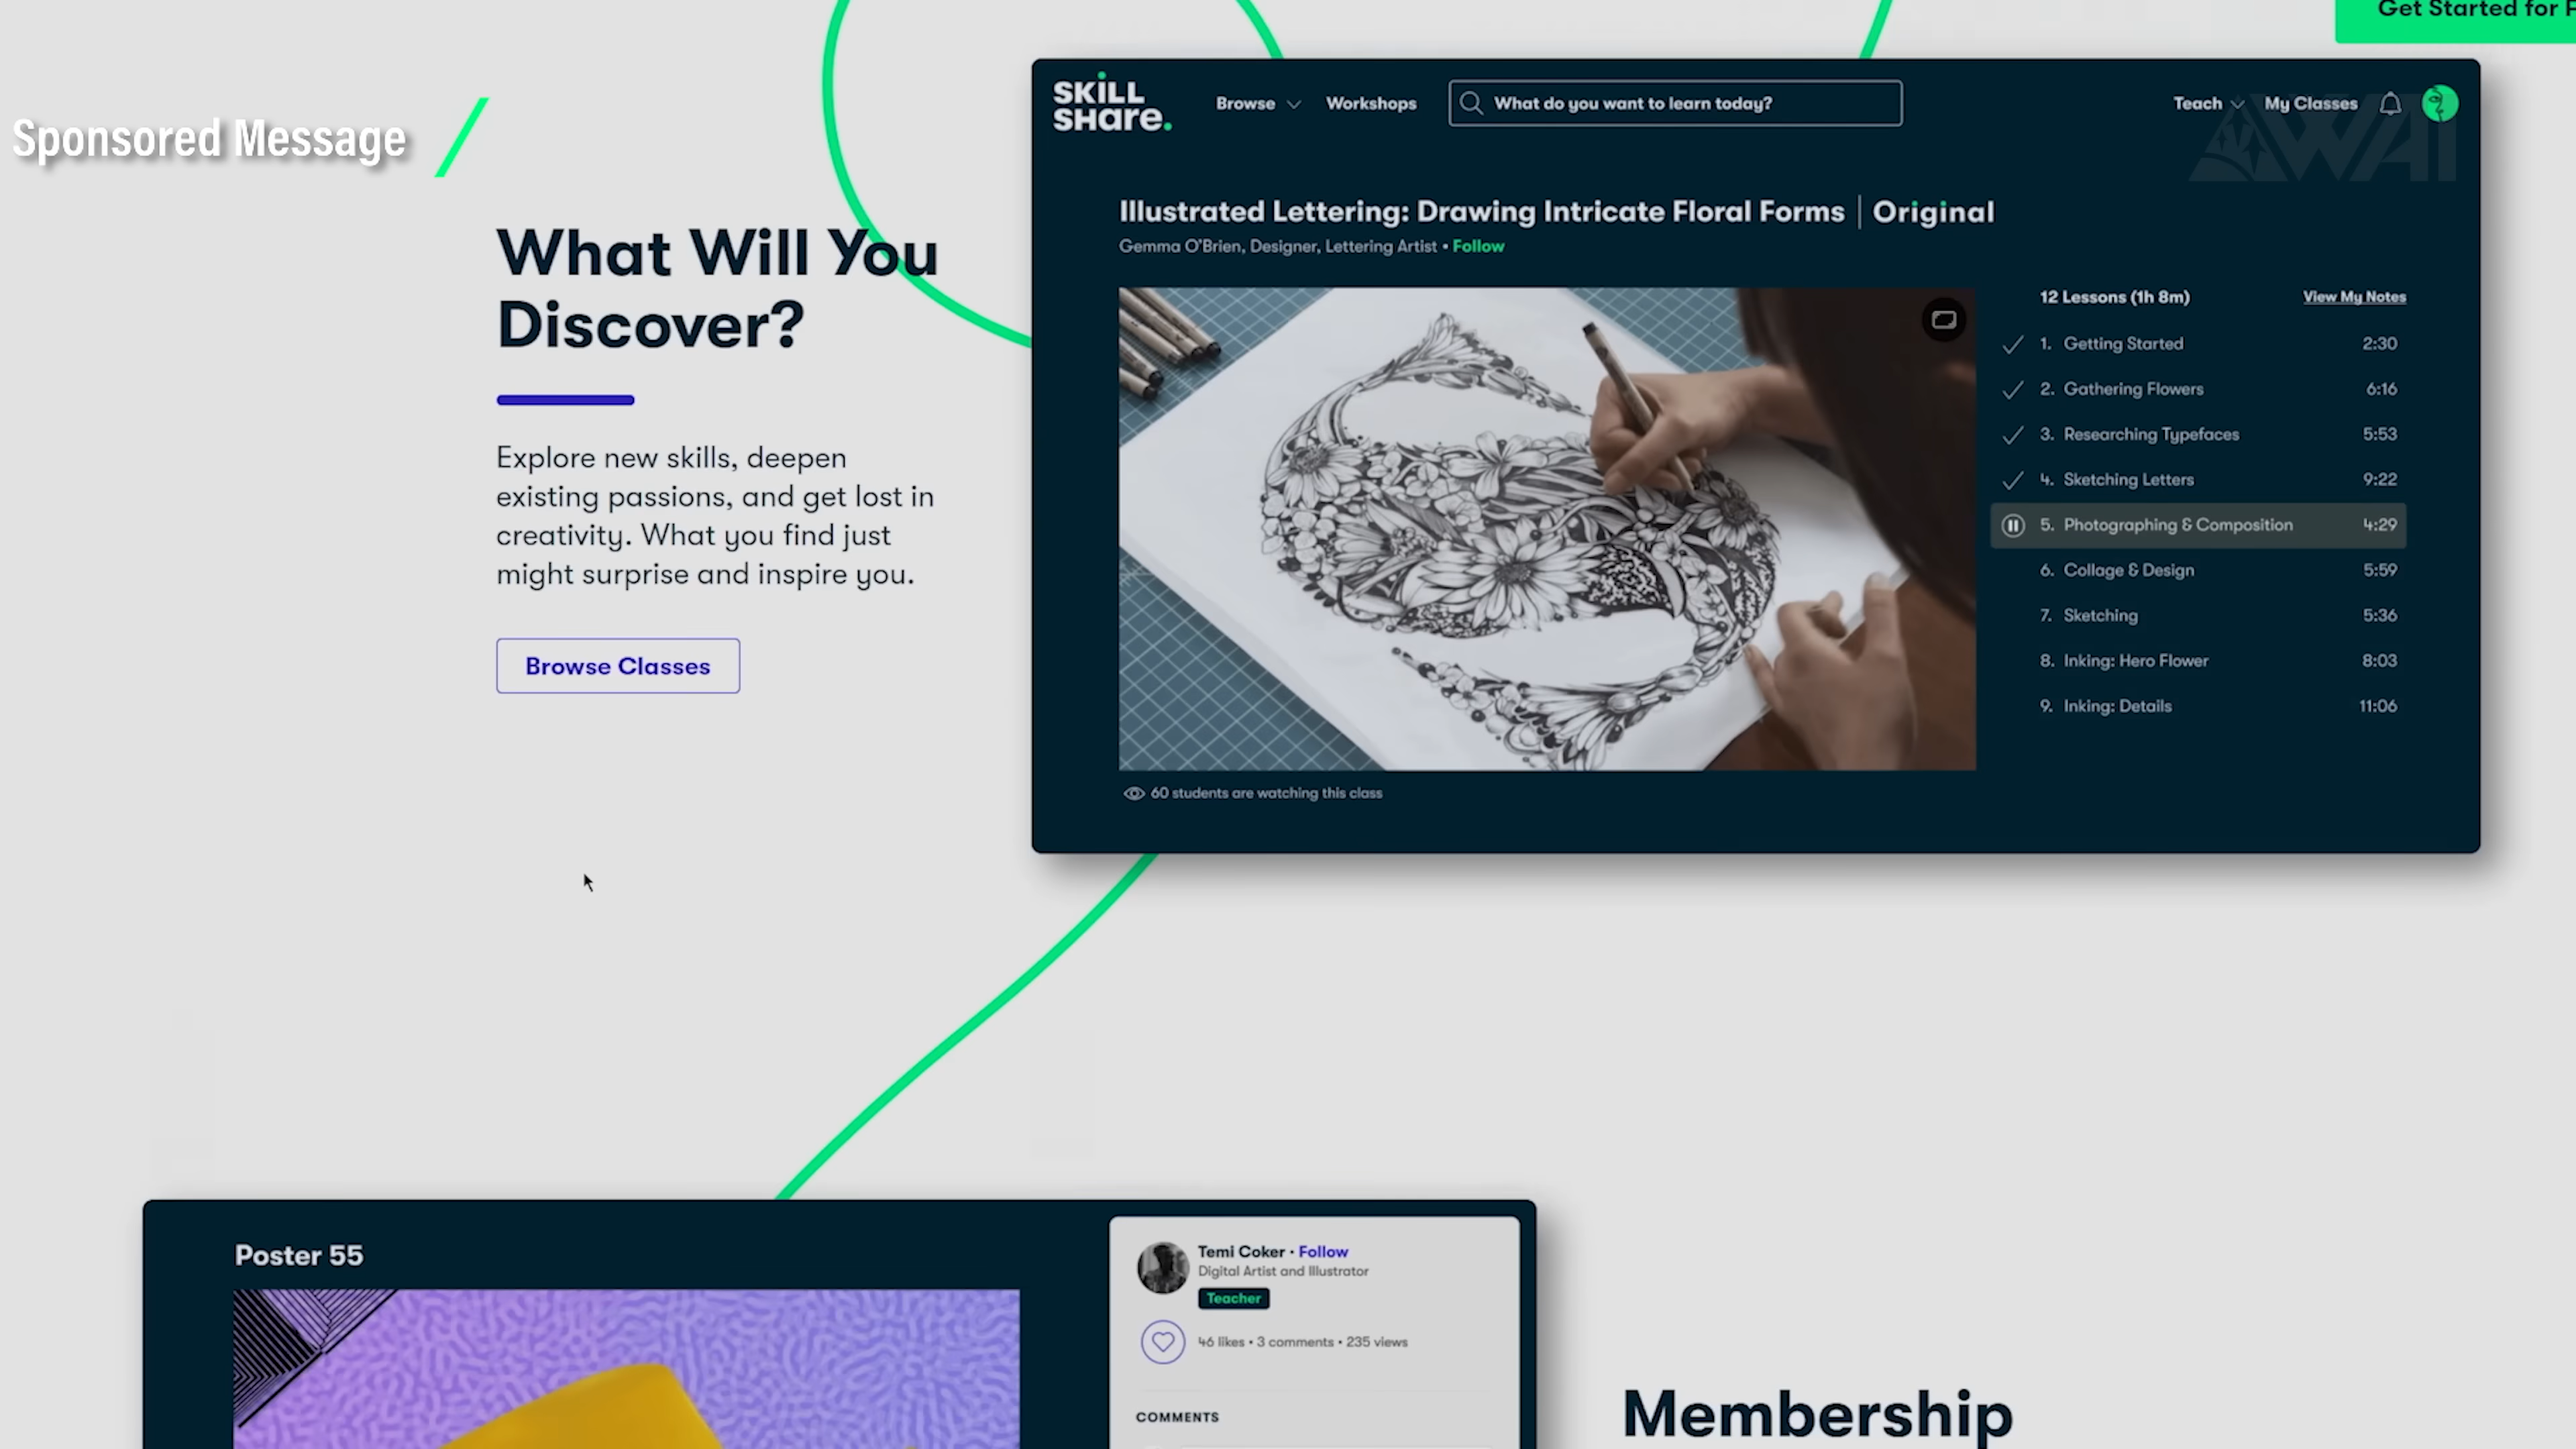 Get Started for F
Sponsored Message
SKILL
SHare.
Browse
Workshops
What do you want to learn today?
Teach
My Classes
AWAI
What Will You
Discover?
Explore new skills, deepen
existing passions, and get lost in
creativity. What you find just
might surprise and inspire you.
Browse Classes
Illustrated Lettering: Drawing Intricate Floral Forms | Original
Gemma O'Brien, Designer, Lettering Artist • Follow
12 Lessons (1h 8m)
View My Notes
1. Getting Started 2:30
2. Gathering Flowers 6:16
3. Researching Typefaces 5:53
4. Sketching Letters 9:22
5. Photographing & Composition 4:29
6. Collage & Design 5:59
7. Sketching 5:36
8. Inking: Hero Flower 8:03
9. Inking: Details 11:06
60 students are watching this class
Poster 55
Temi Coker • Follow
Digital Artist and Illustrator
Teacher
46 likes • 3 comments • 235 views
COMMENTS
Membership